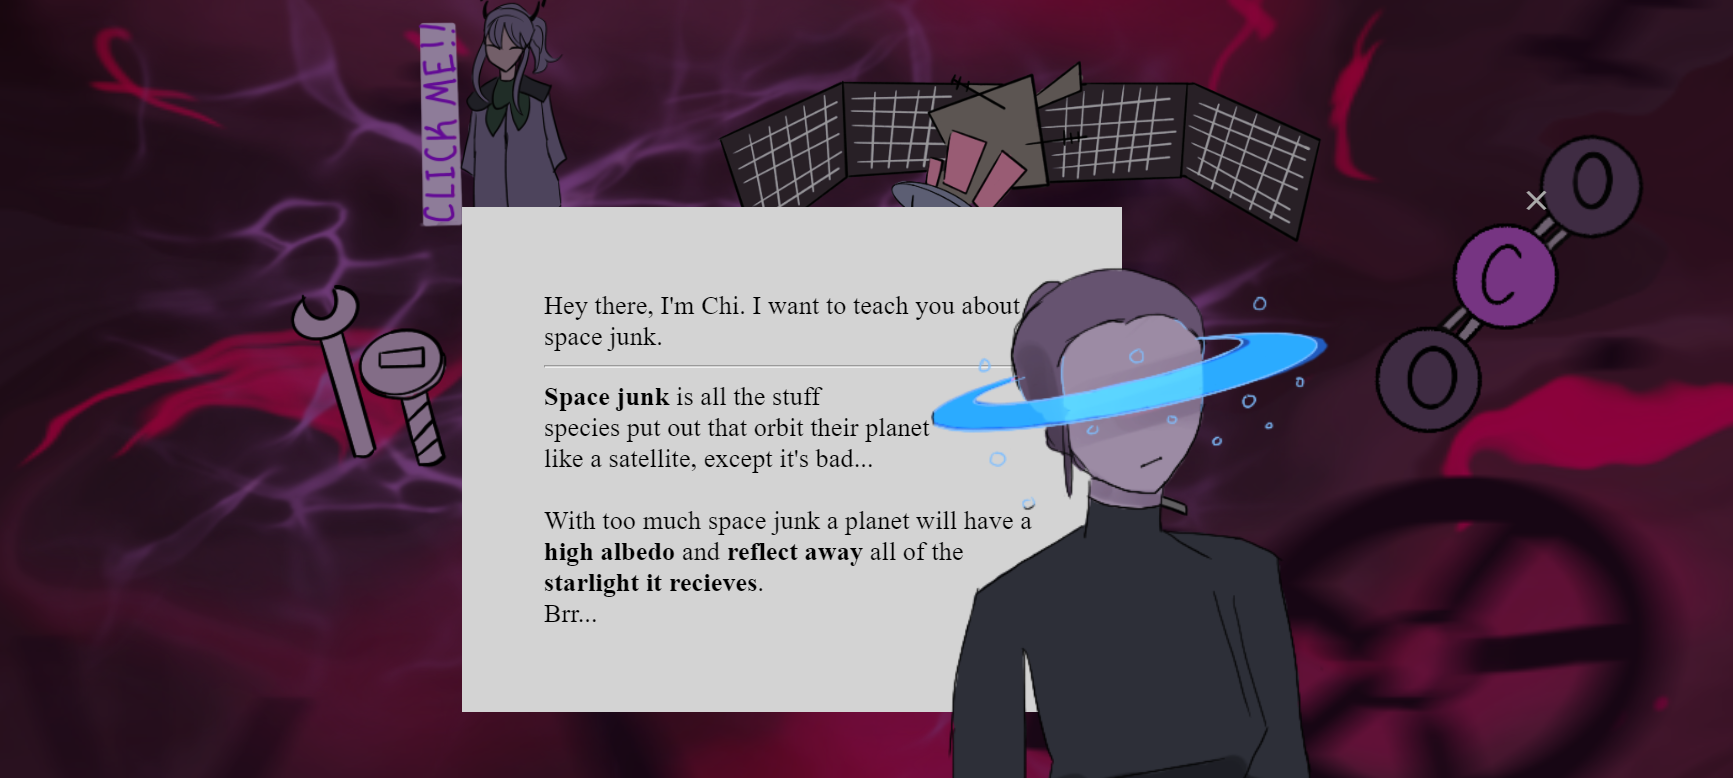 CLICK ME!!
Hey there, I'm Chi. I want to teach you about
space junk.
Space junk is all the stuff
species put out that orbit their planet
like a satellite, except it's bad...
With too much space junk a planet will have a
high albedo and reflect away all of the
starlight it recieves.
Brr...
O
C
O